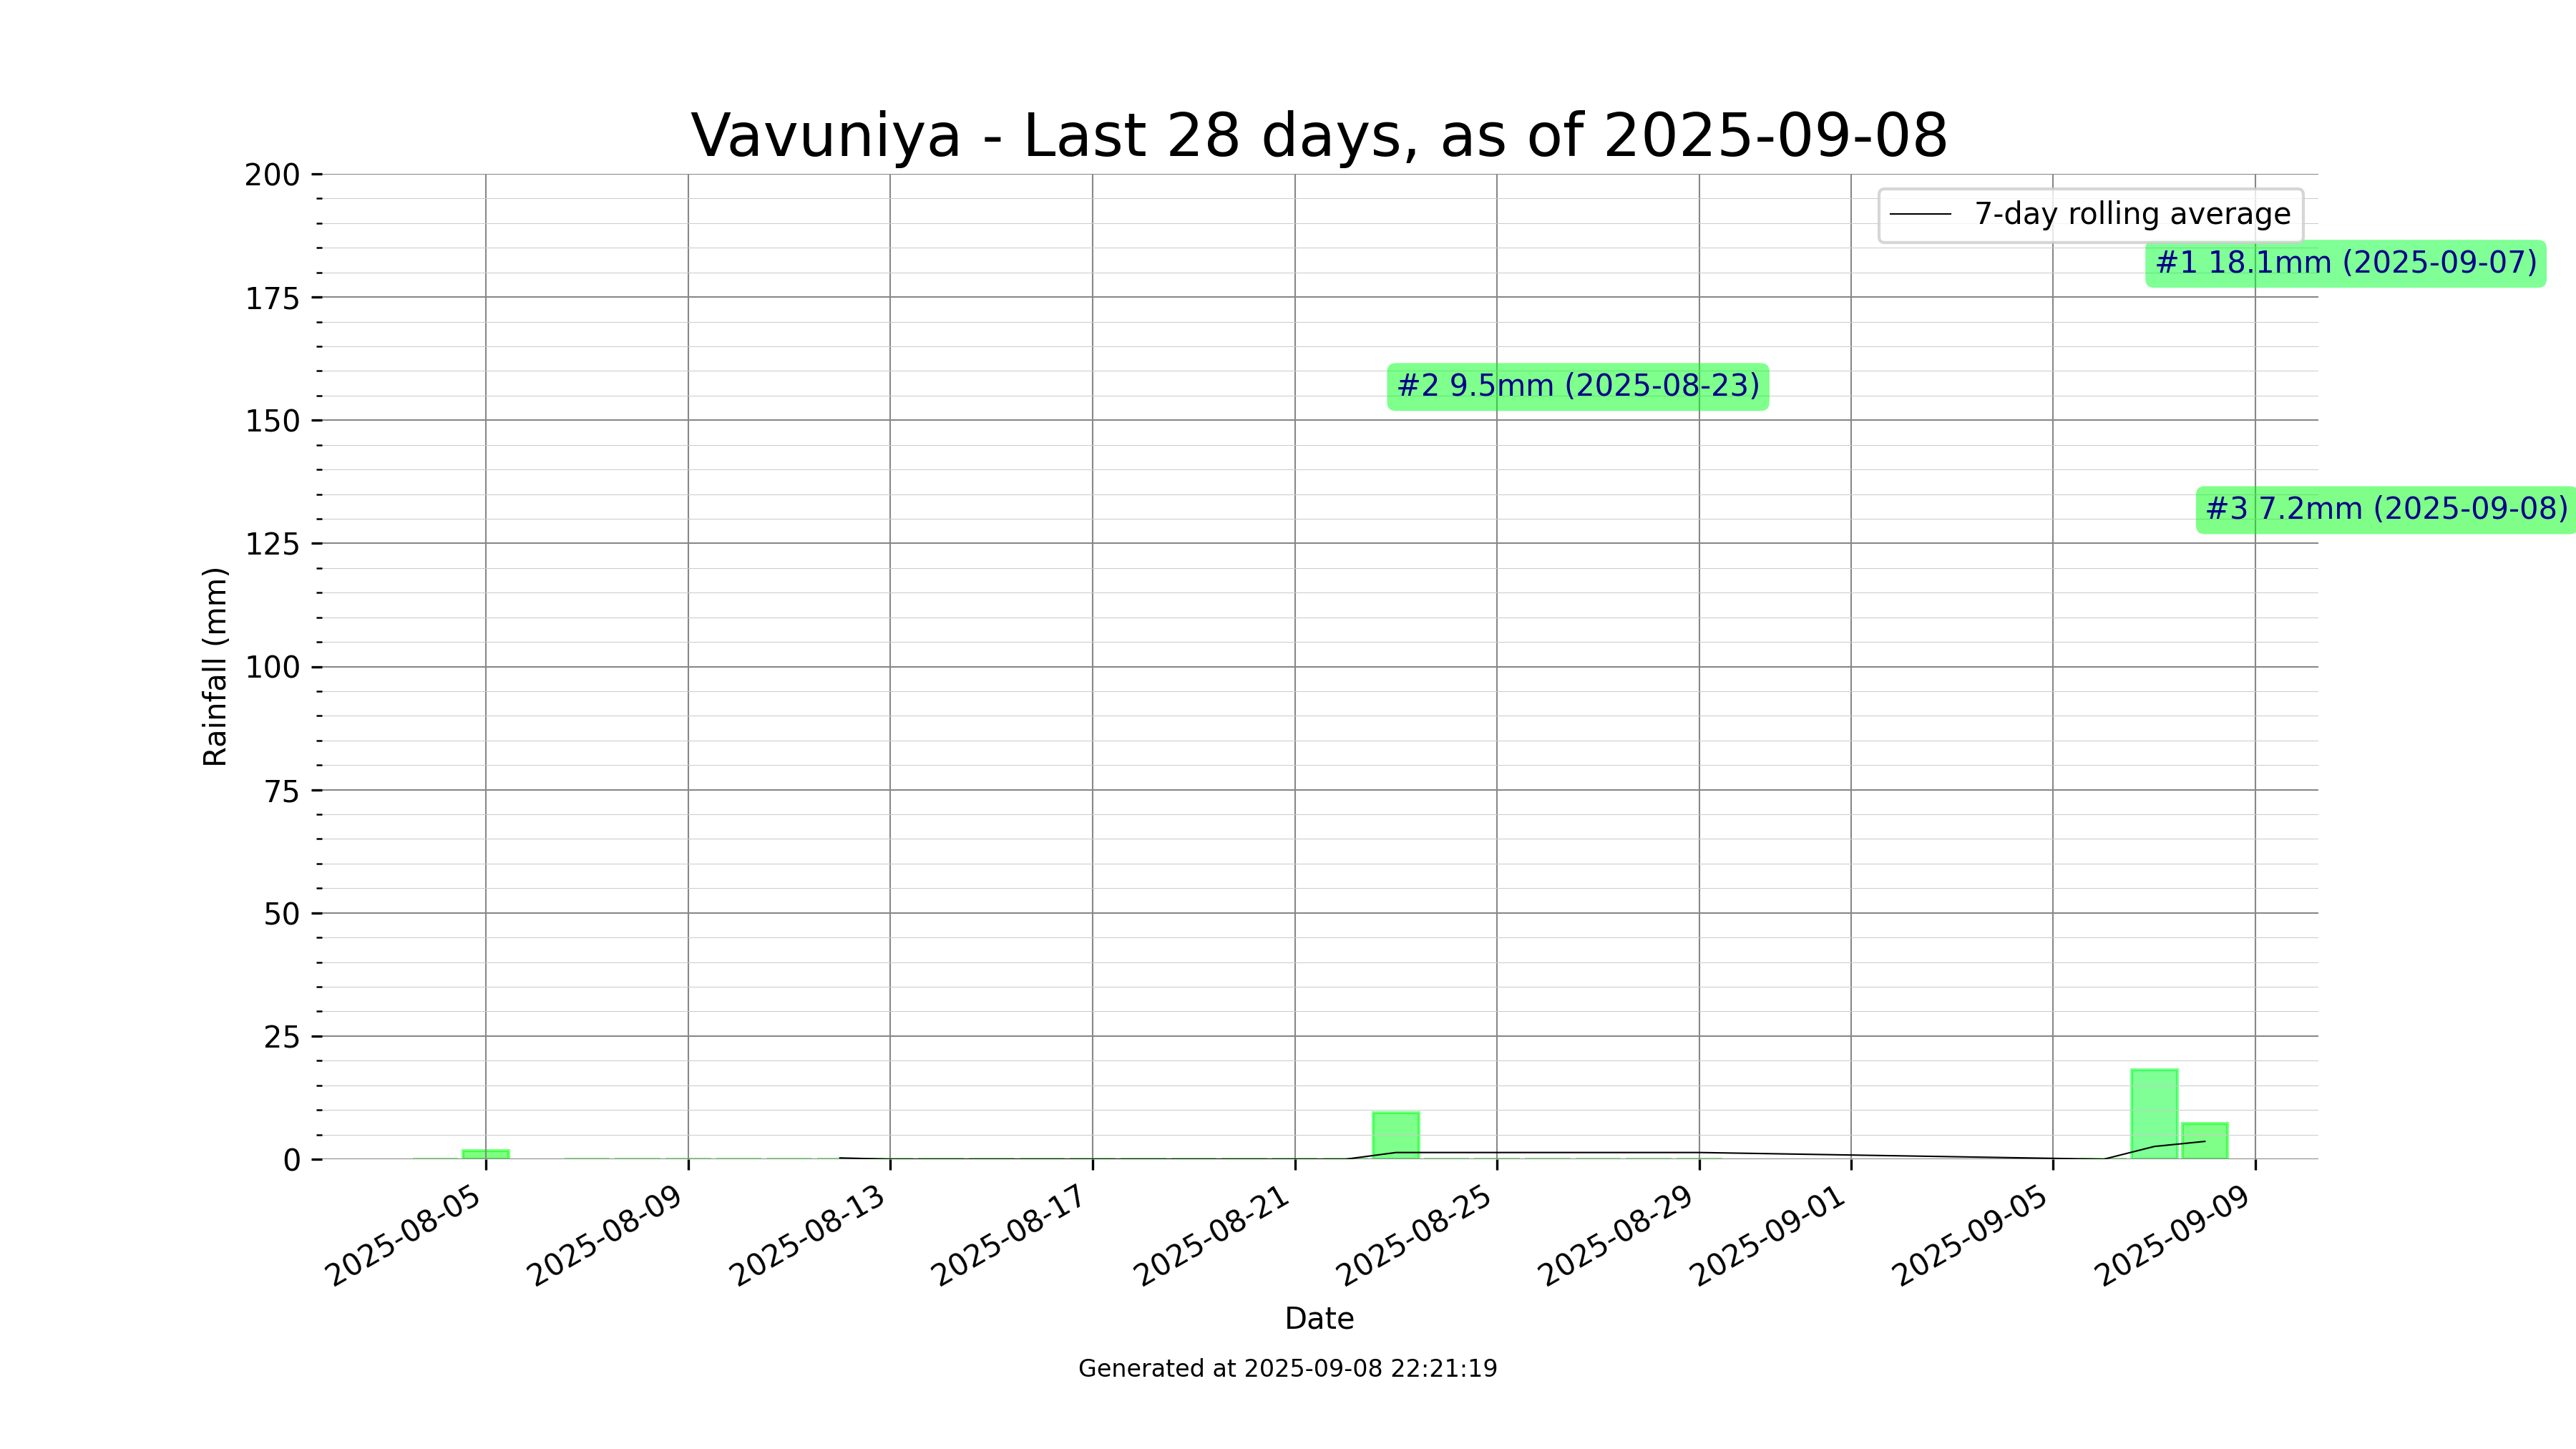 Vavuniya - Last 28 days, as of 2025-09-08
200
175
150
125
100
75
50
25
0
Rainfall (mm)
7-day rolling average
#1 18.1mm (2025-09-07)
#2 9.5mm (2025-08-23)
#3 7.2mm (2025-09-08)
2025-08-05
2025-08-09
2025-08-13
2025-08-17
2025-08-21
2025-08-25
2025-08-29
2025-09-01
2025-09-05
2025-09-09
Date
Generated at 2025-09-08 22:21:19